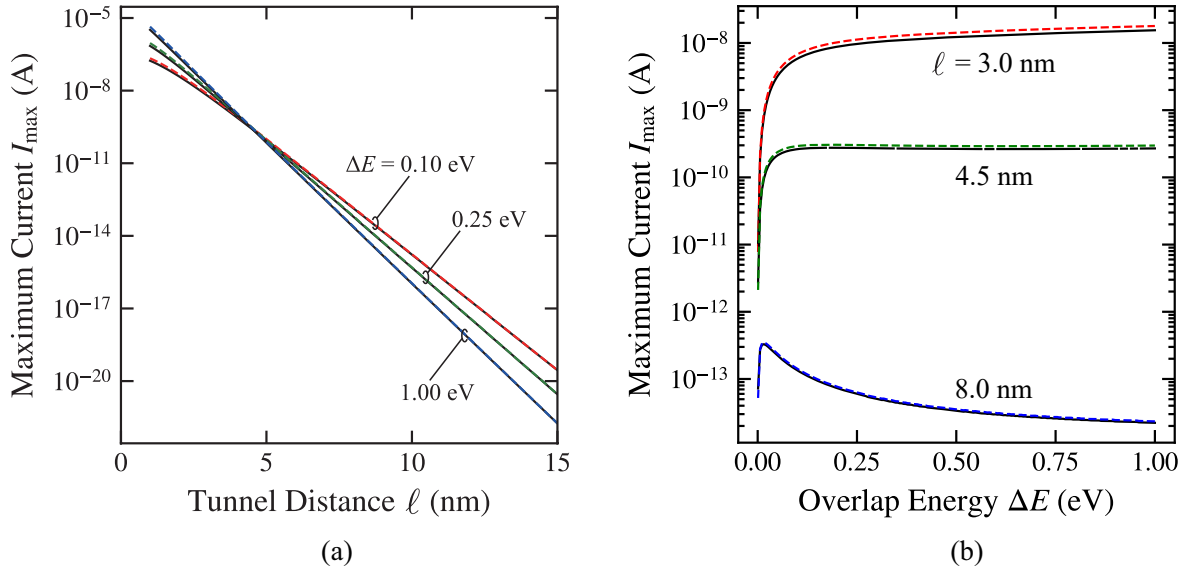 10⁻⁵
10⁻⁸
10⁻¹¹
10⁻¹⁴
10⁻¹⁷
10⁻²⁰
Maximum Current Iₘₐₓ (A)
ΔE = 0.10 eV
0.25 eV
1.00 eV
0 5 10 15
Tunnel Distance ℓ (nm)
(a)
10⁻⁸
10⁻⁹
10⁻¹⁰
10⁻¹¹
10⁻¹²
10⁻¹³
Maximum Current Iₘₐₓ (A)
ℓ = 3.0 nm
4.5 nm
8.0 nm
0.00 0.25 0.50 0.75 1.00
Overlap Energy ΔE (eV)
(b)